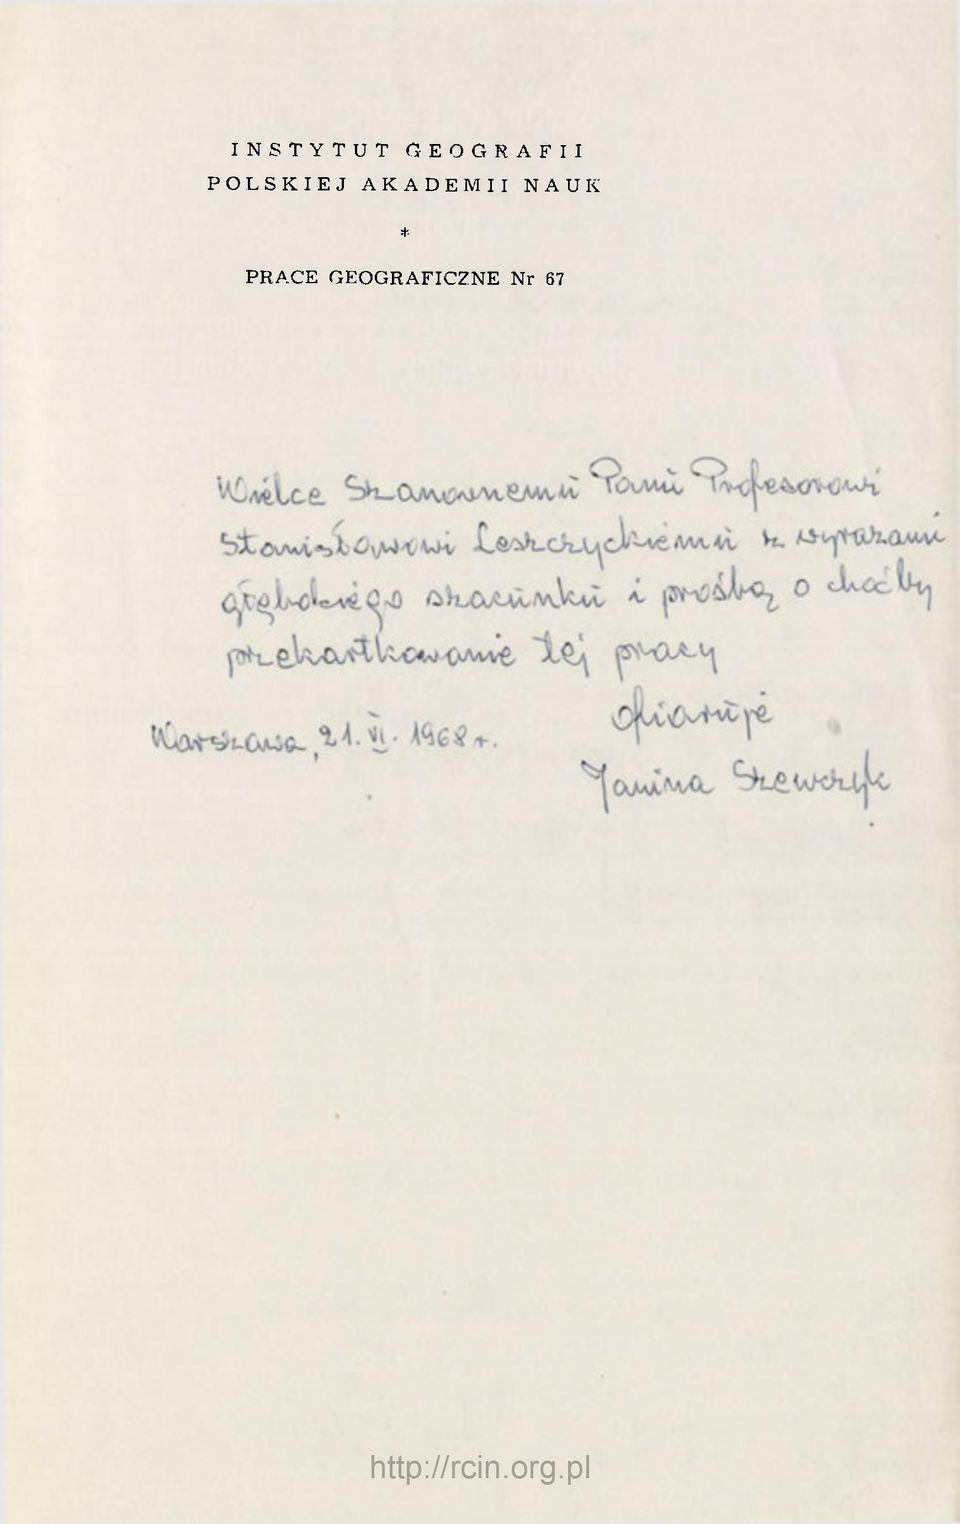 INSTYTUT GEOGRAFII
POLSKIEJ AKADEMII NAUK
*
PRACE GEOGRAFICZNE Nr 67
Wielce Szanownemu Panu Profesorowi
Stanisławowi Leszczyckiemu z wyrazami
głębokiego szacunku i prośbą o choćby
przekartkowanie tej pracy
ofiaruję
Warszawa, 21. VI. 1968 r.
Janina Szewczyk
http://rcin.org.pl